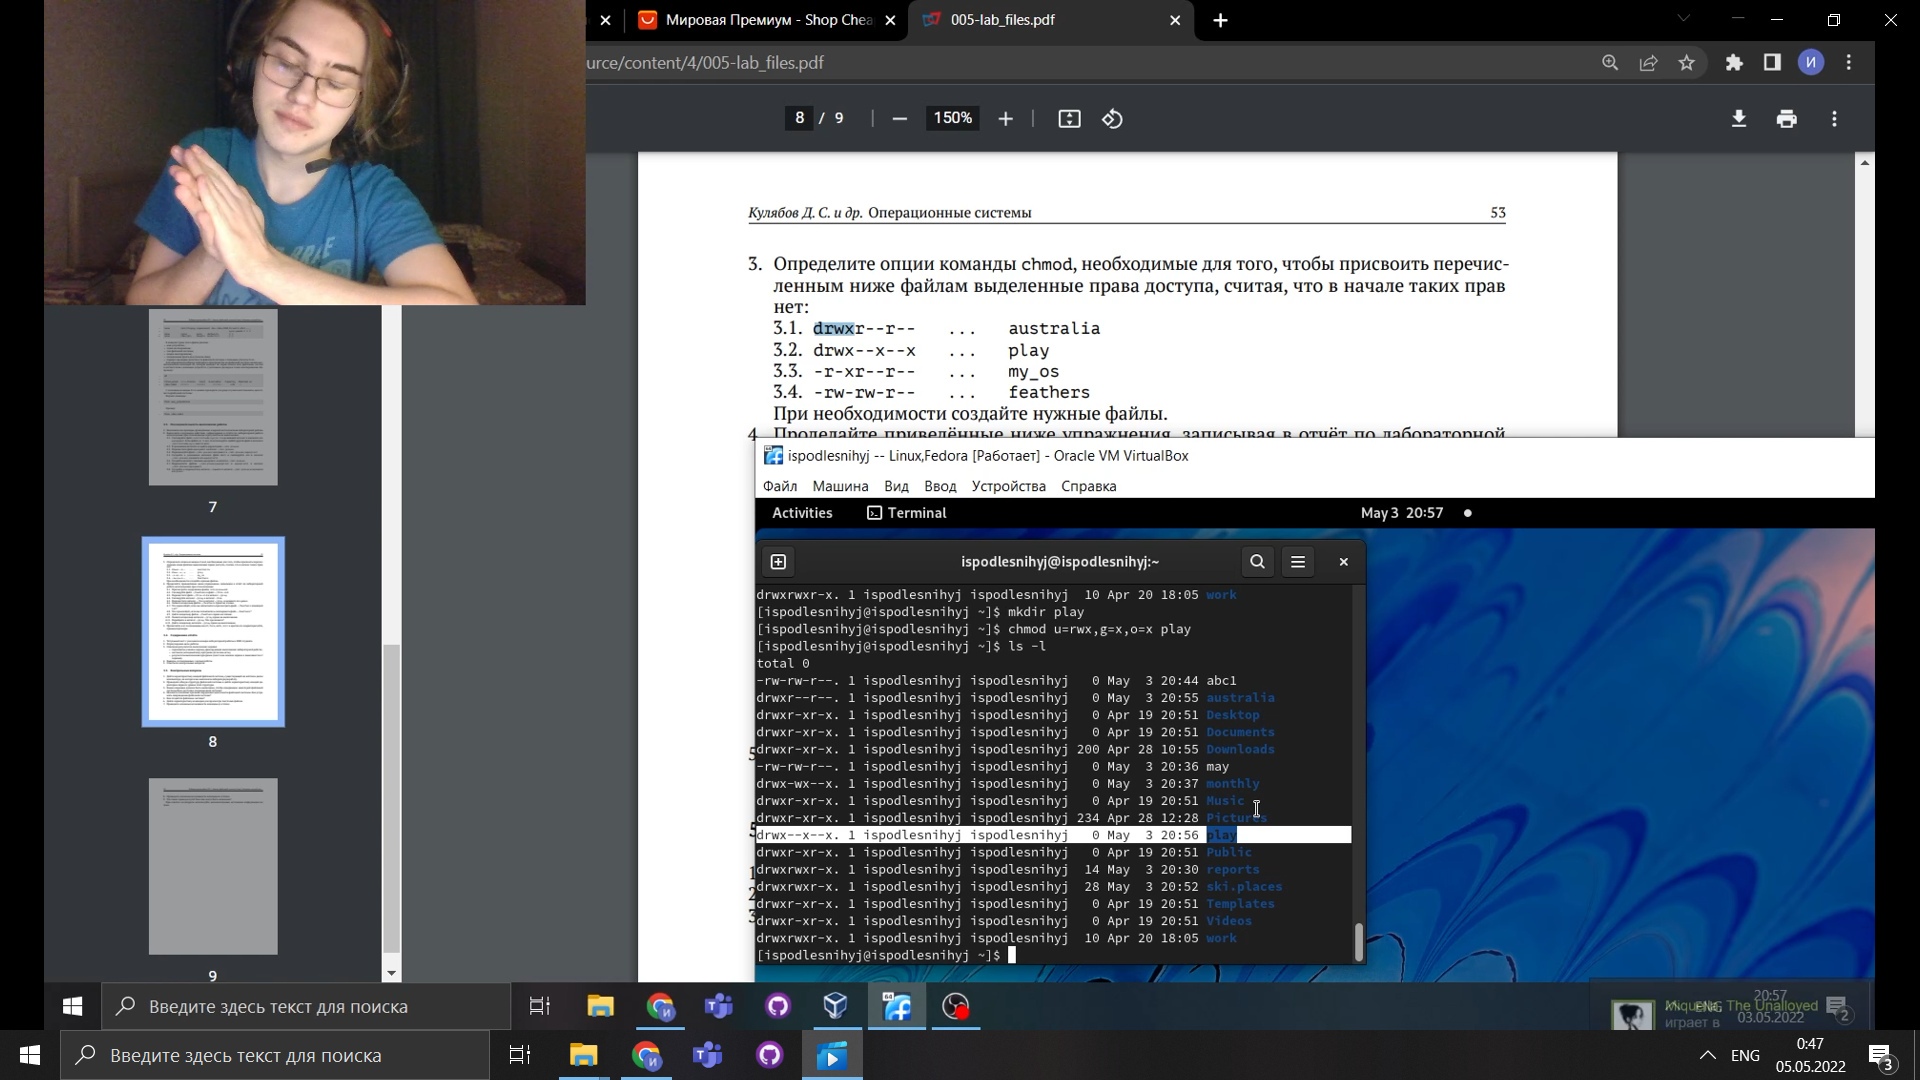 Мировая Премиум - Shop Chea
005-lab_files.pdf
urce/content/4/005-lab_files.pdf
И
8 / 9
150%
Кулябов Д. С. и др. Операционные системы 53
3. Определите опции команды chmod, необходимые для того, чтобы присвоить перечис-
ленным ниже файлам выделенные права доступа, считая, что в начале таких прав
нет:
3.1. drwxr--r-- ... australia
3.2. drwx--x--x ... play
3.3. -r-xr--r-- ... my_os
3.4. -rw-rw-r-- ... feathers
При необходимости создайте нужные файлы.
4 Проделайте приведённые ниже упражнения, записывая в отчёт по лабораторной
7
8
9
ispodlesnihyj -- Linux,Fedora [Работает] - Oracle VM VirtualBox
Файл Машина Вид Ввод Устройства Справка
Activities Terminal May 3 20:57
ispodlesnihyj@ispodlesnihyj:~
drwxrwxr-x. 1 ispodlesnihyj ispodlesnihyj 10 Apr 20 18:05 work
[ispodlesnihyj@ispodlesnihyj ~]$ mkdir play
[ispodlesnihyj@ispodlesnihyj ~]$ chmod u=rwx,g=x,o=x play
[ispodlesnihyj@ispodlesnihyj ~]$ ls -l
total 0
-rw-rw-r--. 1 ispodlesnihyj ispodlesnihyj 0 May 3 20:44 abc1
drwxr--r--. 1 ispodlesnihyj ispodlesnihyj 0 May 3 20:55 australia
drwxr-xr-x. 1 ispodlesnihyj ispodlesnihyj 0 Apr 19 20:51 Desktop
drwxr-xr-x. 1 ispodlesnihyj ispodlesnihyj 0 Apr 19 20:51 Documents
drwxr-xr-x. 1 ispodlesnihyj ispodlesnihyj 200 Apr 28 10:55 Downloads
-rw-rw-r--. 1 ispodlesnihyj ispodlesnihyj 0 May 3 20:36 may
drwx-wx--x. 1 ispodlesnihyj ispodlesnihyj 0 May 3 20:37 monthly
drwxr-xr-x. 1 ispodlesnihyj ispodlesnihyj 0 Apr 19 20:51 Music
drwxr-xr-x. 1 ispodlesnihyj ispodlesnihyj 234 Apr 28 12:28 Pictures
drwx--x--x. 1 ispodlesnihyj ispodlesnihyj 0 May 3 20:56 play
drwxr-xr-x. 1 ispodlesnihyj ispodlesnihyj 0 Apr 19 20:51 Public
drwxrwxr-x. 1 ispodlesnihyj ispodlesnihyj 14 May 3 20:30 reports
drwxrwxr-x. 1 ispodlesnihyj ispodlesnihyj 28 May 3 20:52 ski.places
drwxr-xr-x. 1 ispodlesnihyj ispodlesnihyj 0 Apr 19 20:51 Templates
drwxr-xr-x. 1 ispodlesnihyj ispodlesnihyj 0 Apr 19 20:51 Videos
drwxrwxr-x. 1 ispodlesnihyj ispodlesnihyj 10 Apr 20 18:05 work
[ispodlesnihyj@ispodlesnihyj ~]$
Введите здесь текст для поиска
20:57
Miquella, The Unalloyed
ENG
играет в
03.05.2022
2
Введите здесь текст для поиска
ENG
0:47
05.05.2022
3